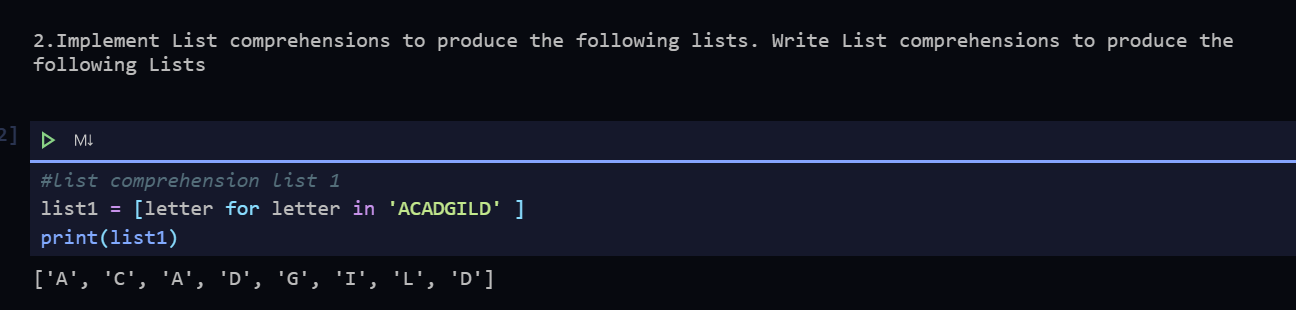 2.Implement List comprehensions to produce the following lists. Write List comprehensions to produce the
following Lists
2]
M↓
#list comprehension list 1
list1 = [letter for letter in 'ACADGILD' ]
print(list1)
['A', 'C', 'A', 'D', 'G', 'I', 'L', 'D']